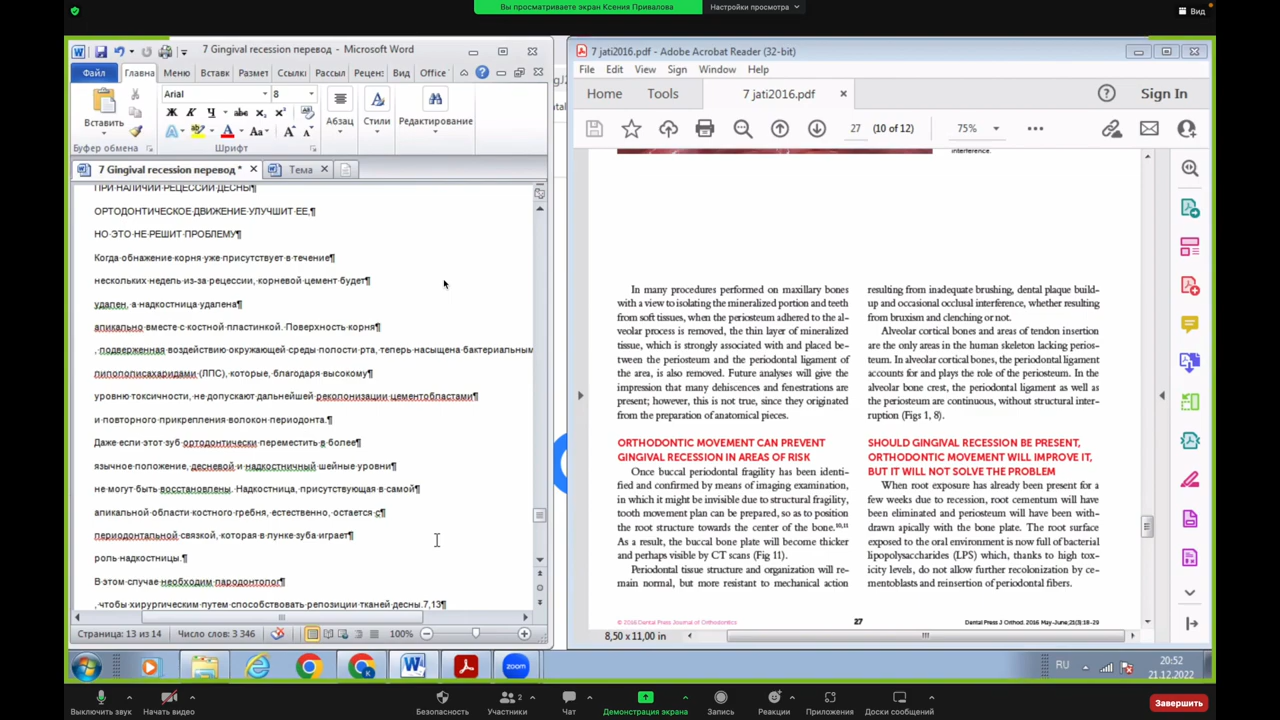 Вы просматриваете экран Ксения Привалова
Настройки просмотра
Вид
7 Gingival recession перевод - Microsoft Word
Файл
Главна
Меню
Вставк
Размет
Ссылкі
Рассыл
Рецен:
Вид
Office
Вставить
Буфер обмена
Arial
8
Шрифт
Абзац
Стили
Редактирование
7 Gingival recession перевод *
Тема
ПРИ·НАЛИЧИИ·РЕЦЕССИИ·ДЕСНЫ¶
ОРТОДОНТИЧЕСКОЕ·ДВИЖЕНИЕ·УЛУЧШИТ·ЕЕ,¶
НО·ЭТО·НЕ·РЕШИТ·ПРОБЛЕМУ¶
Когда·обнажение·корня·уже·присутствует·в·течение¶
нескольких·недель·из-за·рецессии,·корневой·цемент·будет¶
удален,·а·надкостница·удалена¶
апикально·вместе·с·костной·пластинкой.·Поверхность·корня¶
,·подверженная·воздействию·окружающей·среды·полости·рта,·теперь·насыщена·бактериальным
липополисахаридами·(ЛПС),·которые,·благодаря·высокому¶
уровню·токсичности,·не·допускают·дальнейшей·реколонизации·цементобластами¶
и·повторного·прикрепления·волокон·периодонта.¶
Даже·если·этот·зуб·ортодонтически·переместить·в·более¶
язычное·положение,·десневой·и·надкостничный·шейные·уровни¶
не·могут·быть·восстановлены.·Надкостница,·присутствующая·в·самой¶
апикальной·области·костного·гребня,·естественно,·остается·с¶
периодонтальной·связкой,·которая·в·пунке·зуба·играет¶
роль·надкостницы.¶
В·этом·случае·необходим·пародонтолог¶
,·чтобы·хирургическим·путем·способствовать·репозиции·тканей·десны.7,13¶
Страница: 13 из 14
Число слов: 3 346
100%
7 jati2016.pdf - Adobe Acrobat Reader (32-bit)
File
Edit
View
Sign
Window
Help
Home
Tools
7 jati2016.pdf
Sign In
27
(10 of 12)
75%
interference.
In many procedures performed on maxillary bones
with a view to isolating the mineralized portion and teeth
from soft tissues, when the periosteum adhered to the al-
veolar process is removed, the thin layer of mineralized
tissue, which is strongly associated with and placed be-
tween the periosteum and the periodontal ligament of
the area, is also removed. Future analyses will give the
impression that many dehiscences and fenestrations are
present; however, this is not true, since they originated
from the preparation of anatomical pieces.
ORTHODONTIC MOVEMENT CAN PREVENT
GINGIVAL RECESSION IN AREAS OF RISK
Once buccal periodontal fragility has been identi-
fied and confirmed by means of imaging examination,
in which it might be invisible due to structural fragility,
tooth movement plan can be prepared, so as to position
the root structure towards the center of the bone.10,11
As a result, the buccal bone plate will become thicker
and perhaps visible by CT scans (Fig 11).
Periodontal tissue structure and organization will re-
main normal, but more resistant to mechanical action
resulting from inadequate brushing, dental plaque build-
up and occasional occlusal interference, whether resulting
from bruxism and clenching or not.
Alveolar cortical bones and areas of tendon insertion
are the only areas in the human skeleton lacking perios-
teum. In alveolar cortical bones, the periodontal ligament
accounts for and plays the role of the periosteum. In the
alveolar bone crest, the periodontal ligament as well as
the periosteum are continuous, without structural inter-
ruption (Figs 1, 8).
SHOULD GINGIVAL RECESSION BE PRESENT,
ORTHODONTIC MOVEMENT WILL IMPROVE IT,
BUT IT WILL NOT SOLVE THE PROBLEM
When root exposure has already been present for a
few weeks due to recession, root cementum will have
been eliminated and periosteum will have been with-
drawn apically with the bone plate. The root surface
exposed to the oral environment is now full of bacterial
lipopolysaccharides (LPS) which, thanks to high tox-
icity levels, do not allow further recolonization by ce-
mentoblasts and reinsertion of periodontal fibers.
© 2016 Dental Press Journal of Orthodontics
27
Dental Press J Orthod. 2016 May-June;21(3):18-29
8,50 x 11,00 in
zoom
RU
20:52
21.12.2022
Выключить звук
Начать видео
Безопасность
2
Участники
Чат
Демонстрация экрана
Запись
Реакции
Приложения
Доски сообщений
Завершить